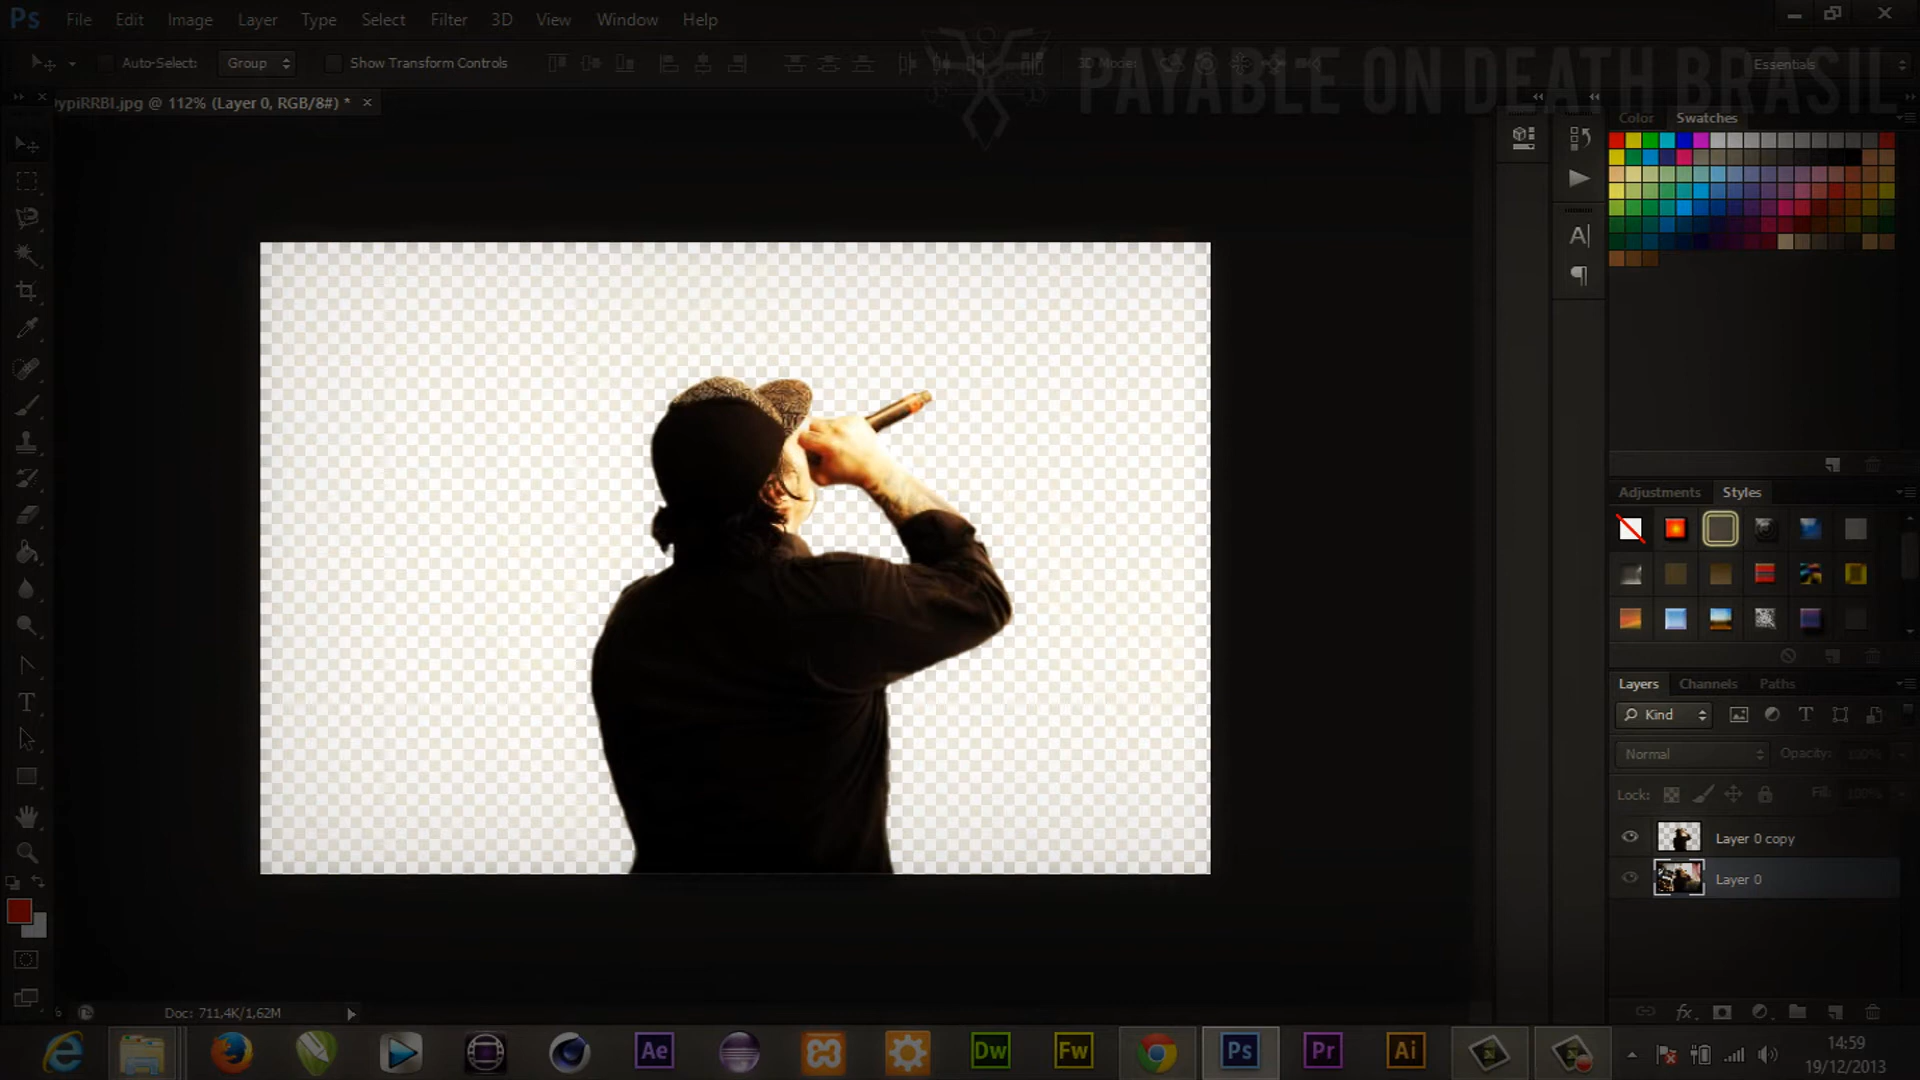 Ps File Edit Image Layer Type Select Filter 3D View Window Help
Auto-Select: Group Show Transform Controls 3D Mode: Essentials
PAYABLE ON DEATH BRASIL
ypiRRBI.jpg @ 112% (Layer 0, RGB/8#) * ×
Color Swatches
Adjustments Styles
Layers Channels Paths
Kind
Normal Opacity: 100%
Lock: Fill: 100%
Layer 0 copy
Layer 0
Doc: 711,4K/1,62M
Ae Dw Fw Ps Pr Ai
14:59
19/12/2013